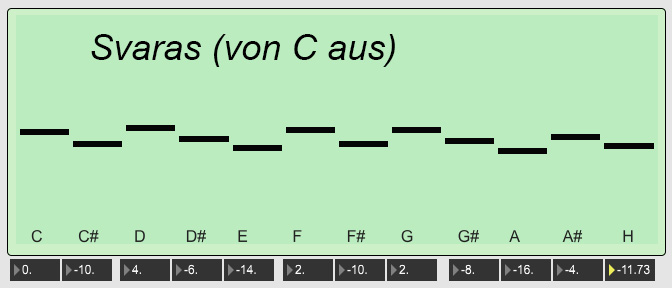 Svaras (von C aus)
C C# D D# E F F# G G# A A# H
0. -10. 4. -6. -14. 2. -10. 2. -8. -16. -4. -11.73